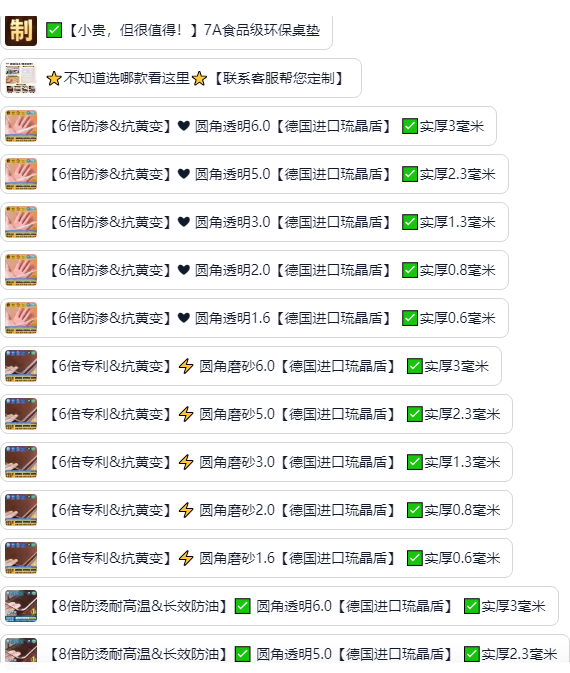 制
✅【小贵，但很值得！】7A食品级环保桌垫
⭐不知道选哪款看这里⭐【联系客服帮您定制】
【6倍防渗&抗黄变】♥ 圆角透明6.0【德国进口琉晶盾】 ✅实厚3毫米
【6倍防渗&抗黄变】♥ 圆角透明5.0【德国进口琉晶盾】 ✅实厚2.3毫米
【6倍防渗&抗黄变】♥ 圆角透明3.0【德国进口琉晶盾】 ✅实厚1.3毫米
【6倍防渗&抗黄变】♥ 圆角透明2.0【德国进口琉晶盾】 ✅实厚0.8毫米
【6倍防渗&抗黄变】♥ 圆角透明1.6【德国进口琉晶盾】 ✅实厚0.6毫米
【6倍专利&抗黄变】⚡ 圆角磨砂6.0【德国进口琉晶盾】 ✅实厚3毫米
【6倍专利&抗黄变】⚡ 圆角磨砂5.0【德国进口琉晶盾】 ✅实厚2.3毫米
【6倍专利&抗黄变】⚡ 圆角磨砂3.0【德国进口琉晶盾】 ✅实厚1.3毫米
【6倍专利&抗黄变】⚡ 圆角磨砂2.0【德国进口琉晶盾】 ✅实厚0.8毫米
【6倍专利&抗黄变】⚡ 圆角磨砂1.6【德国进口琉晶盾】 ✅实厚0.6毫米
【8倍防烫耐高温&长效防油】✅ 圆角透明6.0【德国进口琉晶盾】 ✅实厚3毫米
【8倍防烫耐高温&长效防油】✅ 圆角透明5.0【德国进口琉晶盾】 ✅实厚2.3毫米